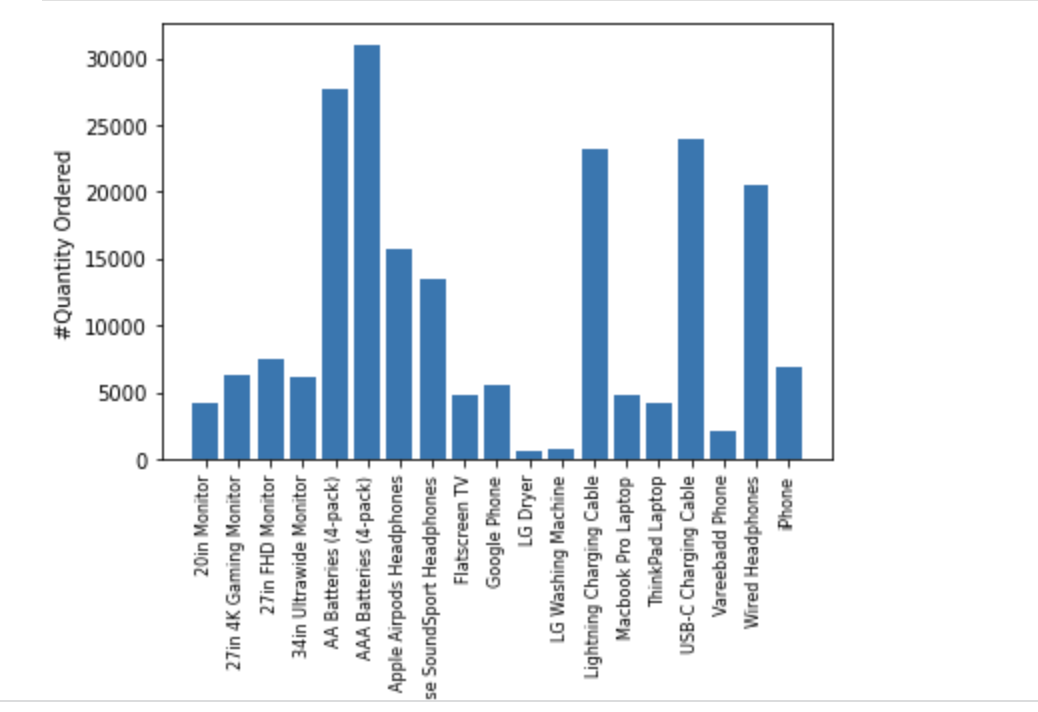 #Quantity Ordered
30000
25000
20000
15000
10000
5000
0
20in Monitor
27in 4K Gaming Monitor
27in FHD Monitor
34in Ultrawide Monitor
AA Batteries (4-pack)
AAA Batteries (4-pack)
Apple Airpods Headphones
se SoundSport Headphones
Flatscreen TV
Google Phone
LG Dryer
LG Washing Machine
Lightning Charging Cable
Macbook Pro Laptop
ThinkPad Laptop
USB-C Charging Cable
Vareebadd Phone
Wired Headphones
iPhone